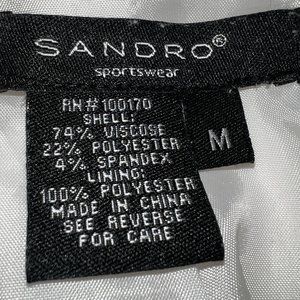 SANDRO®
sportswear
RN#100170
SHELL:
74% VISCOSE
22% POLYESTER
4% SPANDEX
LINING:
100% POLYESTER
MADE IN CHINA
SEE REVERSE
FOR CARE
M